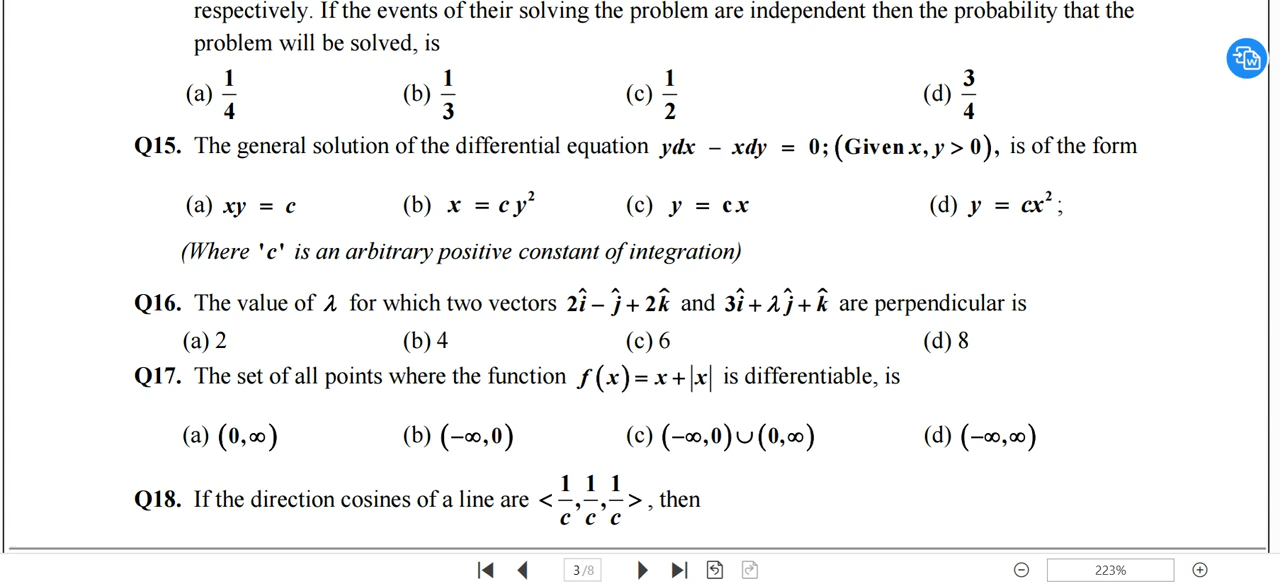 respectively. If the events of their solving the problem are independent then the probability that the
problem will be solved, is
(a) 1/4 (b) 1/3 (c) 1/2 (d) 3/4
Q15. The general solution of the differential equation ydx − xdy = 0; (Given x, y > 0), is of the form
(a) xy = c (b) x = cy² (c) y = cx (d) y = cx²;
(Where 'c' is an arbitrary positive constant of integration)
Q16. The value of λ for which two vectors 2î − ĵ + 2k̂ and 3î + λĵ + k̂ are perpendicular is
(a) 2 (b) 4 (c) 6 (d) 8
Q17. The set of all points where the function f(x) = x + |x| is differentiable, is
(a) (0,∞) (b) (−∞,0) (c) (−∞,0)∪(0,∞) (d) (−∞,∞)
Q18. If the direction cosines of a line are < 1/c, 1/c, 1/c >, then
3/8 223%